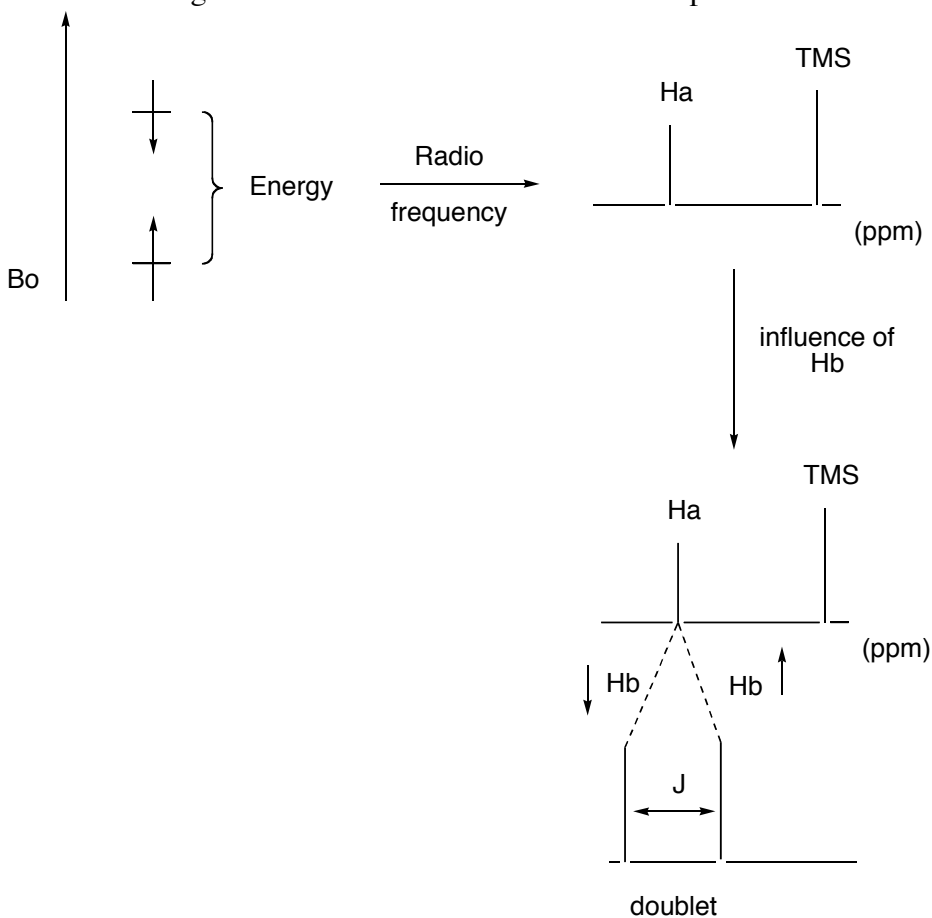 TMS
Ha
Radio
Energy
frequency
(ppm)
Bo
influence of
Hb
TMS
Ha
(ppm)
Hb
Hb
J
doublet